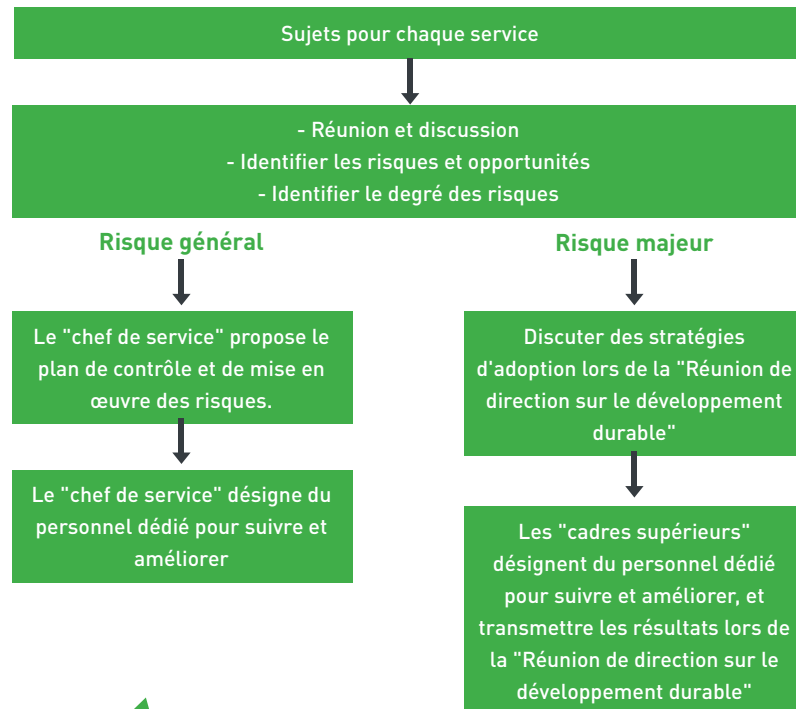 Sujets pour chaque service
- Réunion et discussion
- Identifier les risques et opportunités
- Identifier le degré des risques
Risque général
Le "chef de service" propose le
plan de contrôle et de mise en
œuvre des risques.
Le "chef de service" désigne du
personnel dédié pour suivre et
améliorer
Risque majeur
Discuter des stratégies
d'adoption lors de la "Réunion de
direction sur le développement
durable"
Les "cadres supérieurs"
désignent du personnel dédié
pour suivre et améliorer, et
transmettre les résultats lors de
la "Réunion de direction sur le
développement durable"